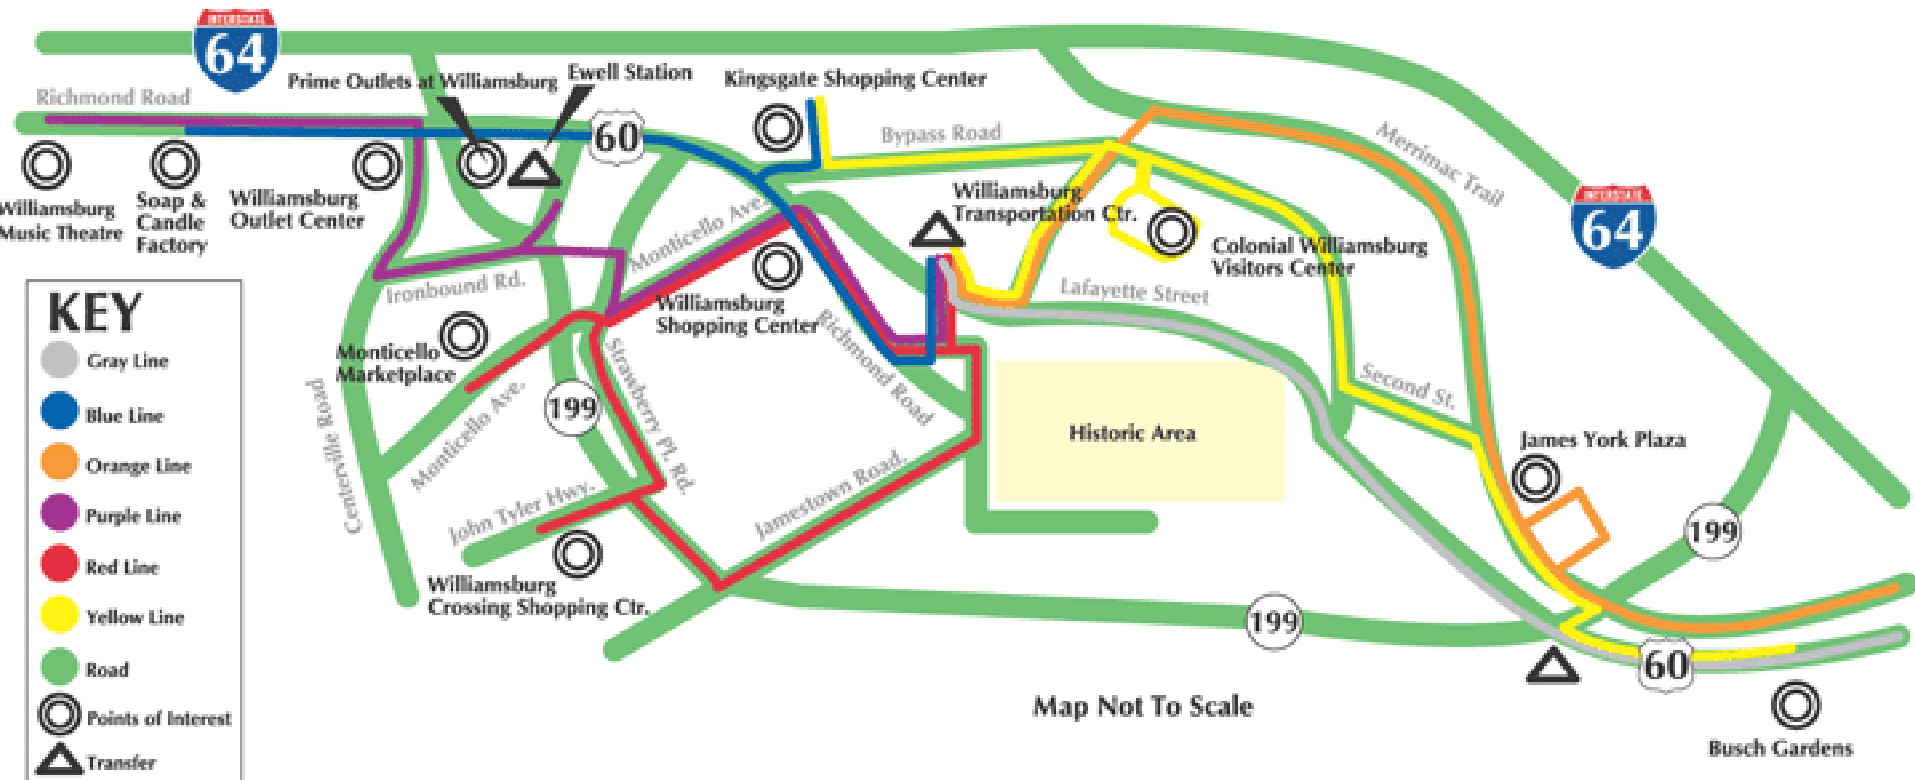 INTERSTATE
64
Richmond Road
Prime Outlets at Williamsburg
Ewell Station
Kingsgate Shopping Center
60
Bypass Road
Merrimac Trail
Williamsburg
Music Theatre
Soap &
Candle
Factory
Williamsburg
Outlet Center
Williamsburg
Transportation Ctr.
INTERSTATE
64
Monticello Ave.
Colonial Williamsburg
Visitors Center
Ironbound Rd.
Williamsburg
Shopping Center
Lafayette Street
Richmond Road
Monticello
Marketplace
Strawberry Pl. Rd.
Centerville Road
Monticello Ave.
199
Second St.
Historic Area
James York Plaza
John Tyler Hwy.
Jamestown Road.
199
Williamsburg
Crossing Shopping Ctr.
199
60
Map Not To Scale
Busch Gardens
KEY
Gray Line
Blue Line
Orange Line
Purple Line
Red Line
Yellow Line
Road
Points of Interest
Transfer